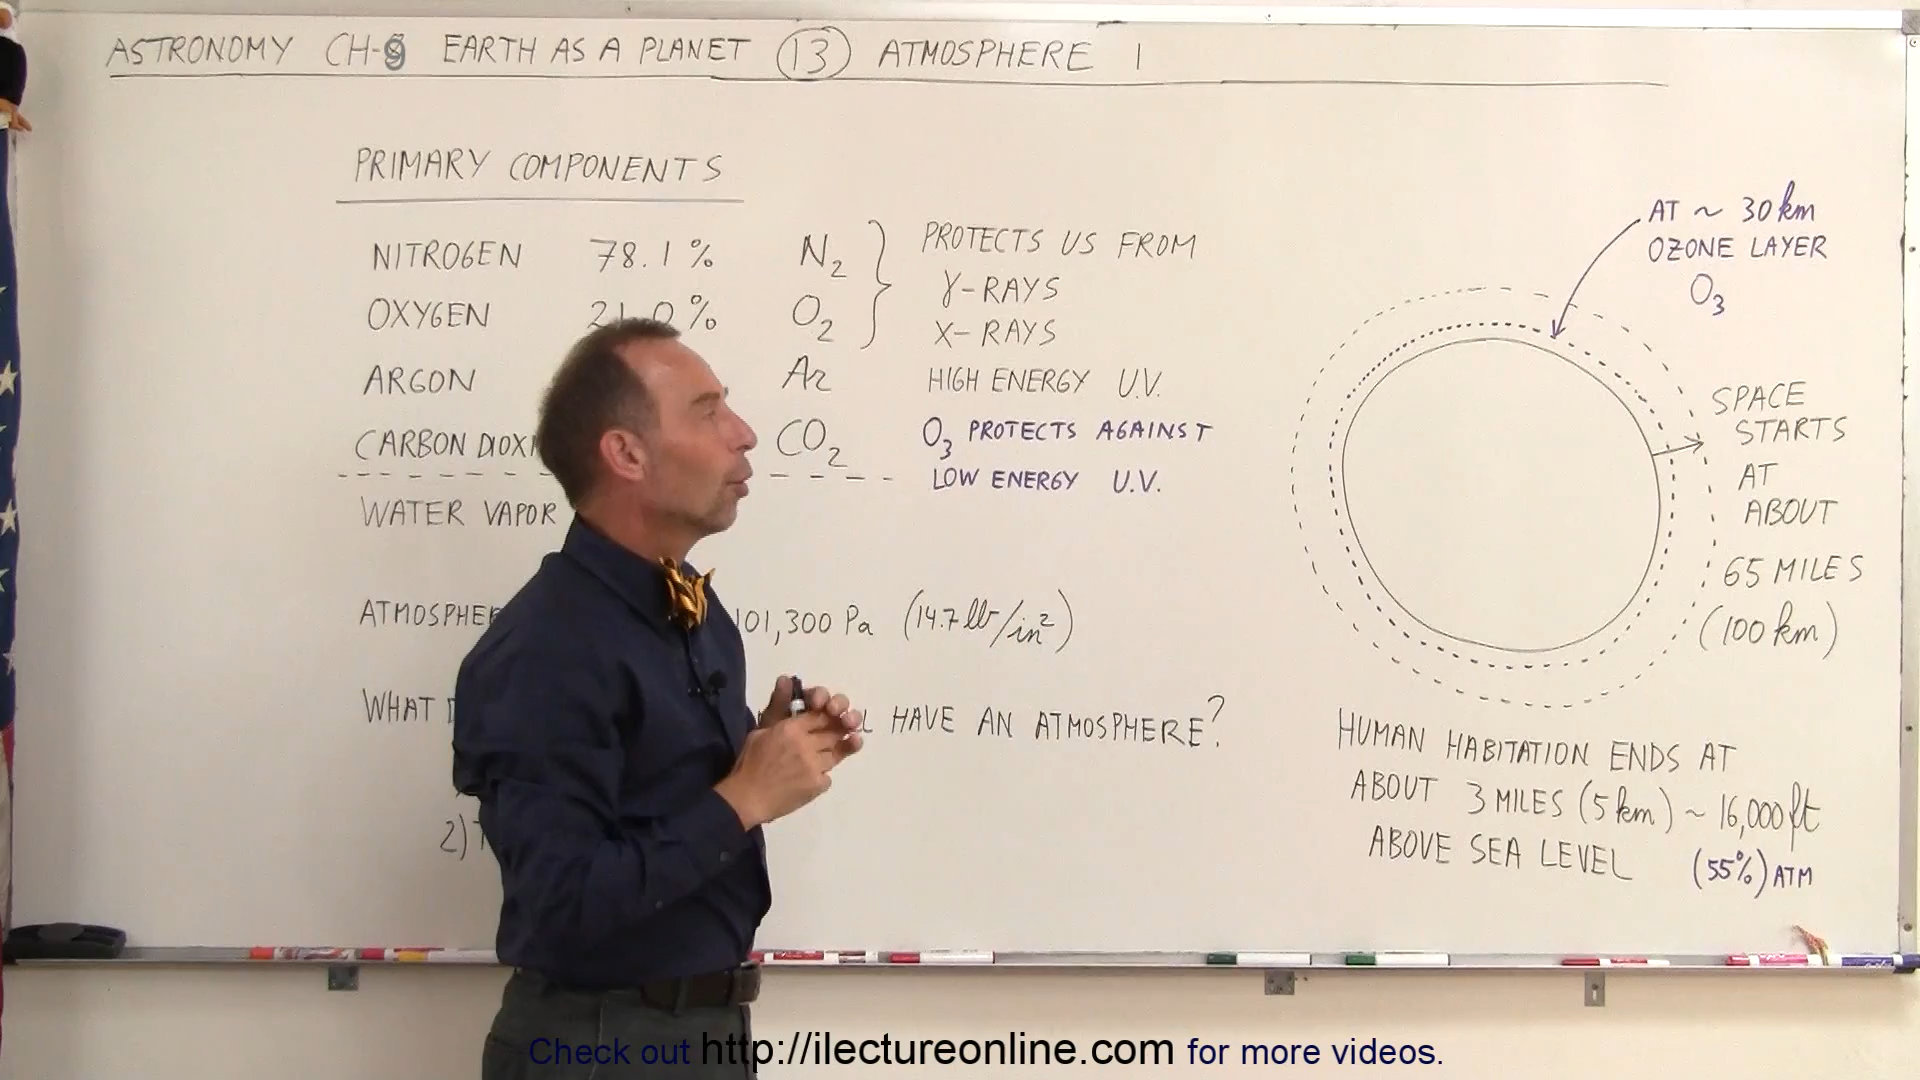 ASTRONOMY CH-9 EARTH AS A PLANET 13 ATMOSPHERE 1
PRIMARY COMPONENTS
NITROGEN 78.1% N₂
OXYGEN 21.0% O₂
ARGON Ar
CARBON CO₂
WATER VAPOR
PROTECTS US FROM
γ-RAYS
X-RAYS
HIGH ENERGY U.V.
O₃ PROTECTS AGAINST
LOW ENERGY U.V.
101,300 Pa (14.7 lb/in²)
WHAT HAVE AN ATMOSPHERE?
2)
AT ~ 30 km
OZONE LAYER
O₃
SPACE
STARTS
AT
ABOUT
65 MILES
(100 km)
HUMAN HABITATION ENDS AT
ABOUT 3 MILES (5 km) ~ 16,000 ft
ABOVE SEA LEVEL (55%) ATM
Check out http://ilectureonline.com for more videos.